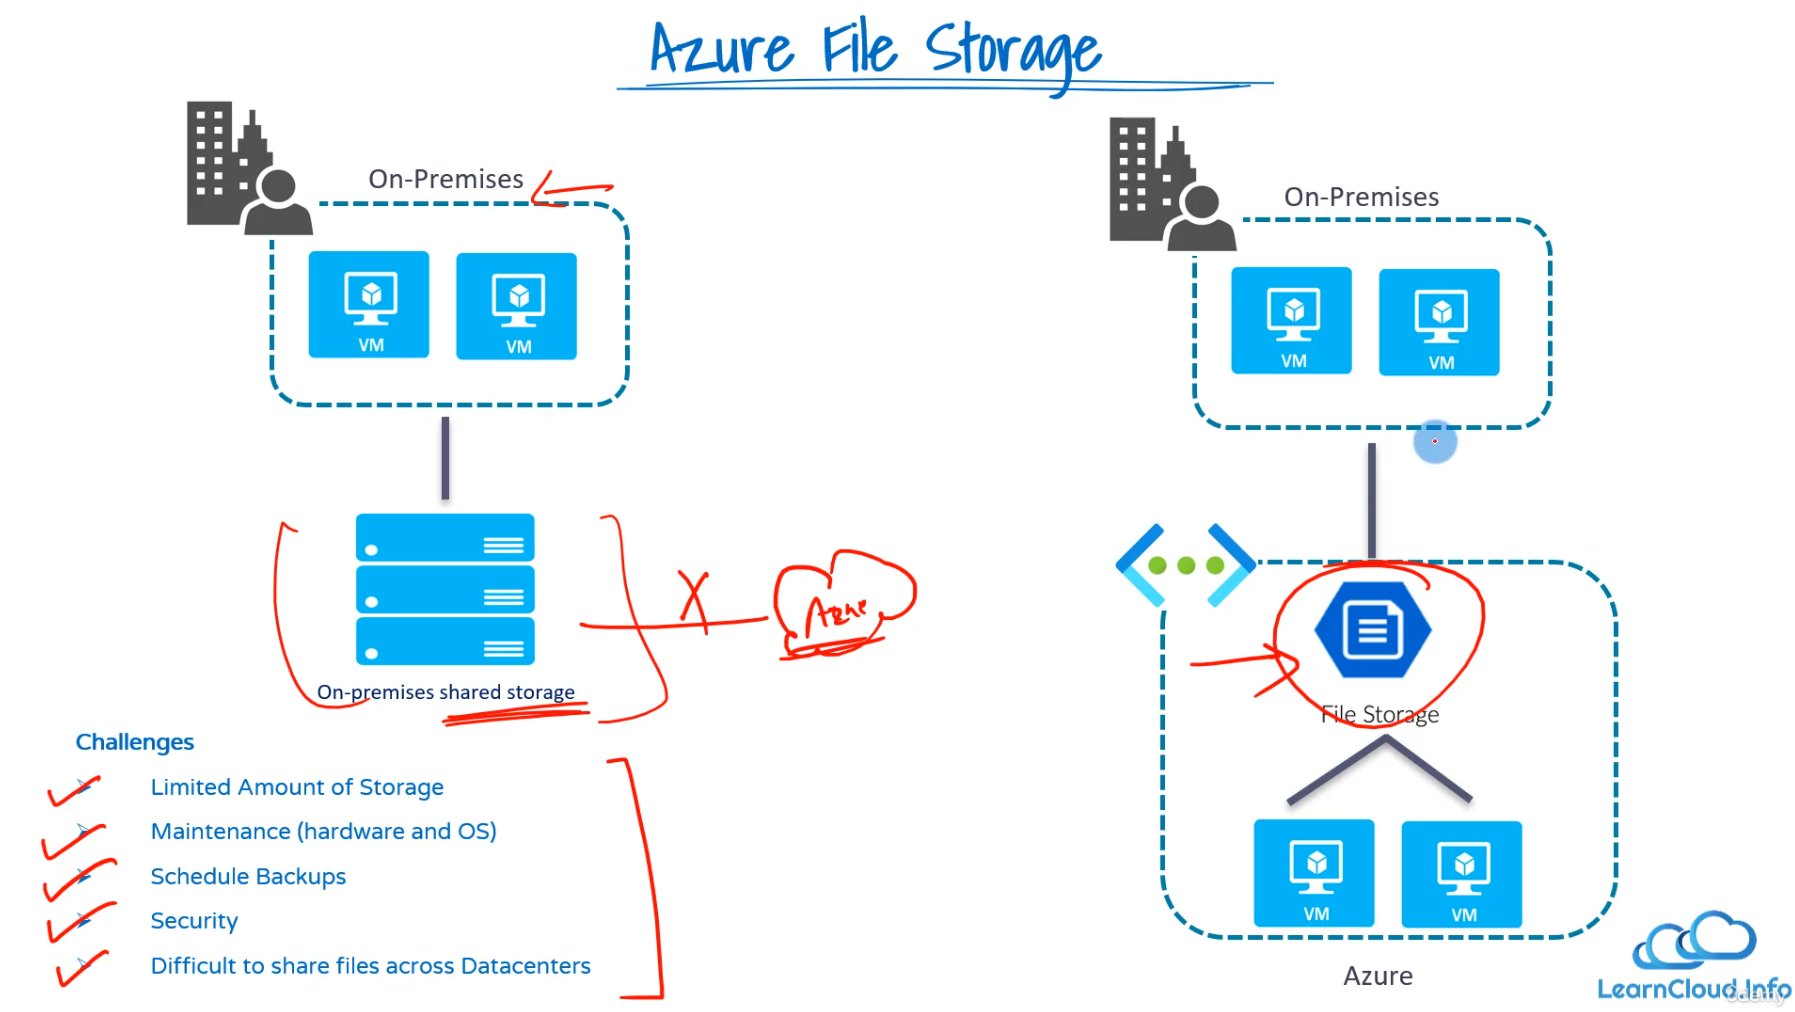 Azure File Storage
On-Premises
VM
VM
On-premises shared storage
Azure
Challenges
Limited Amount of Storage
Maintenance (hardware and OS)
Schedule Backups
Security
Difficult to share files across Datacenters
On-Premises
VM
VM
File Storage
VM
VM
Azure
LearnCloud.Info
Udemy